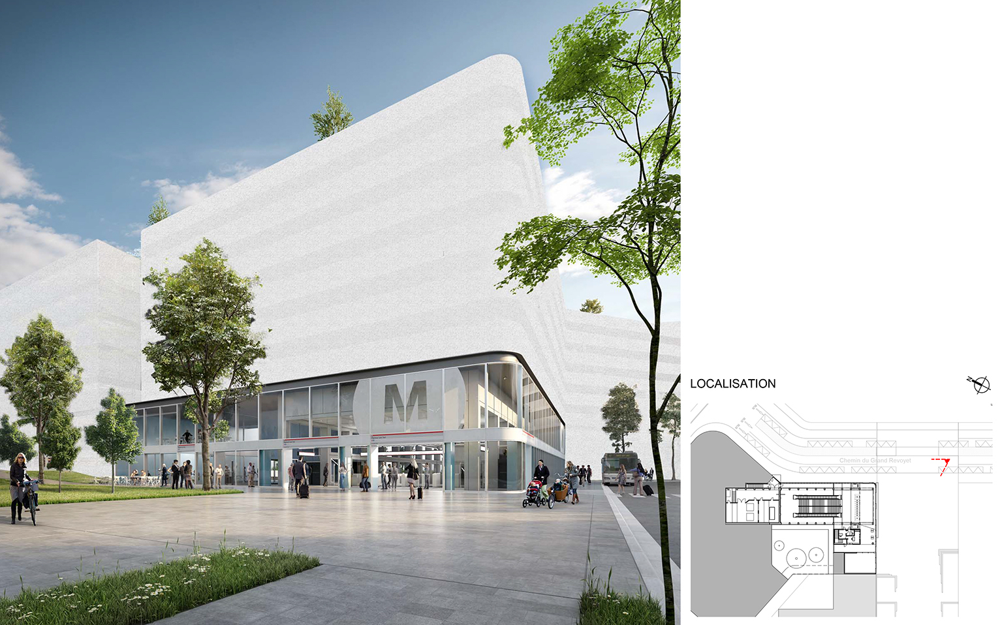 M
LOCALISATION
N
Chemin du Grand Revoyet